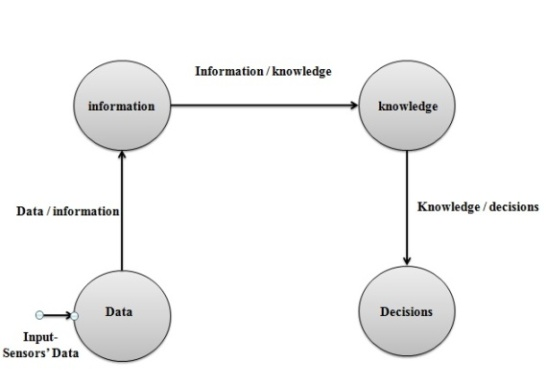 Information / knowledge
information
knowledge
Data / information
Knowledge / decisions
Data
Decisions
Input-
Sensors' Data